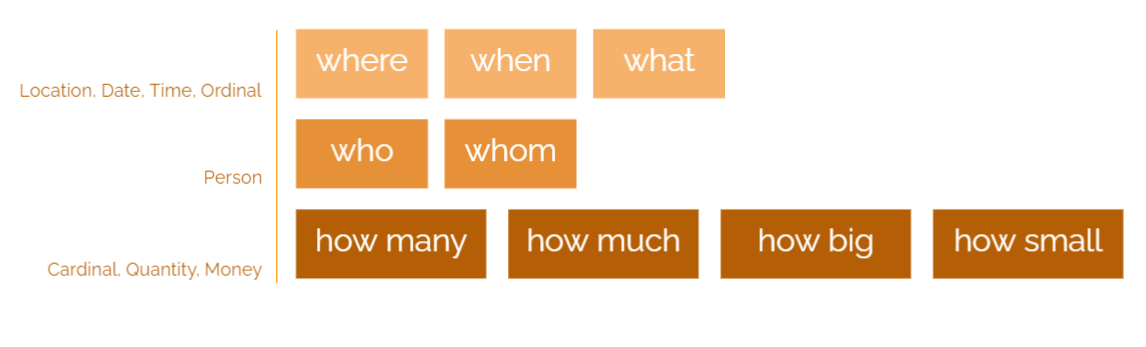 where when what
Location, Date, Time, Ordinal
who whom
Person
how many how much how big how small
Cardinal, Quantity, Money